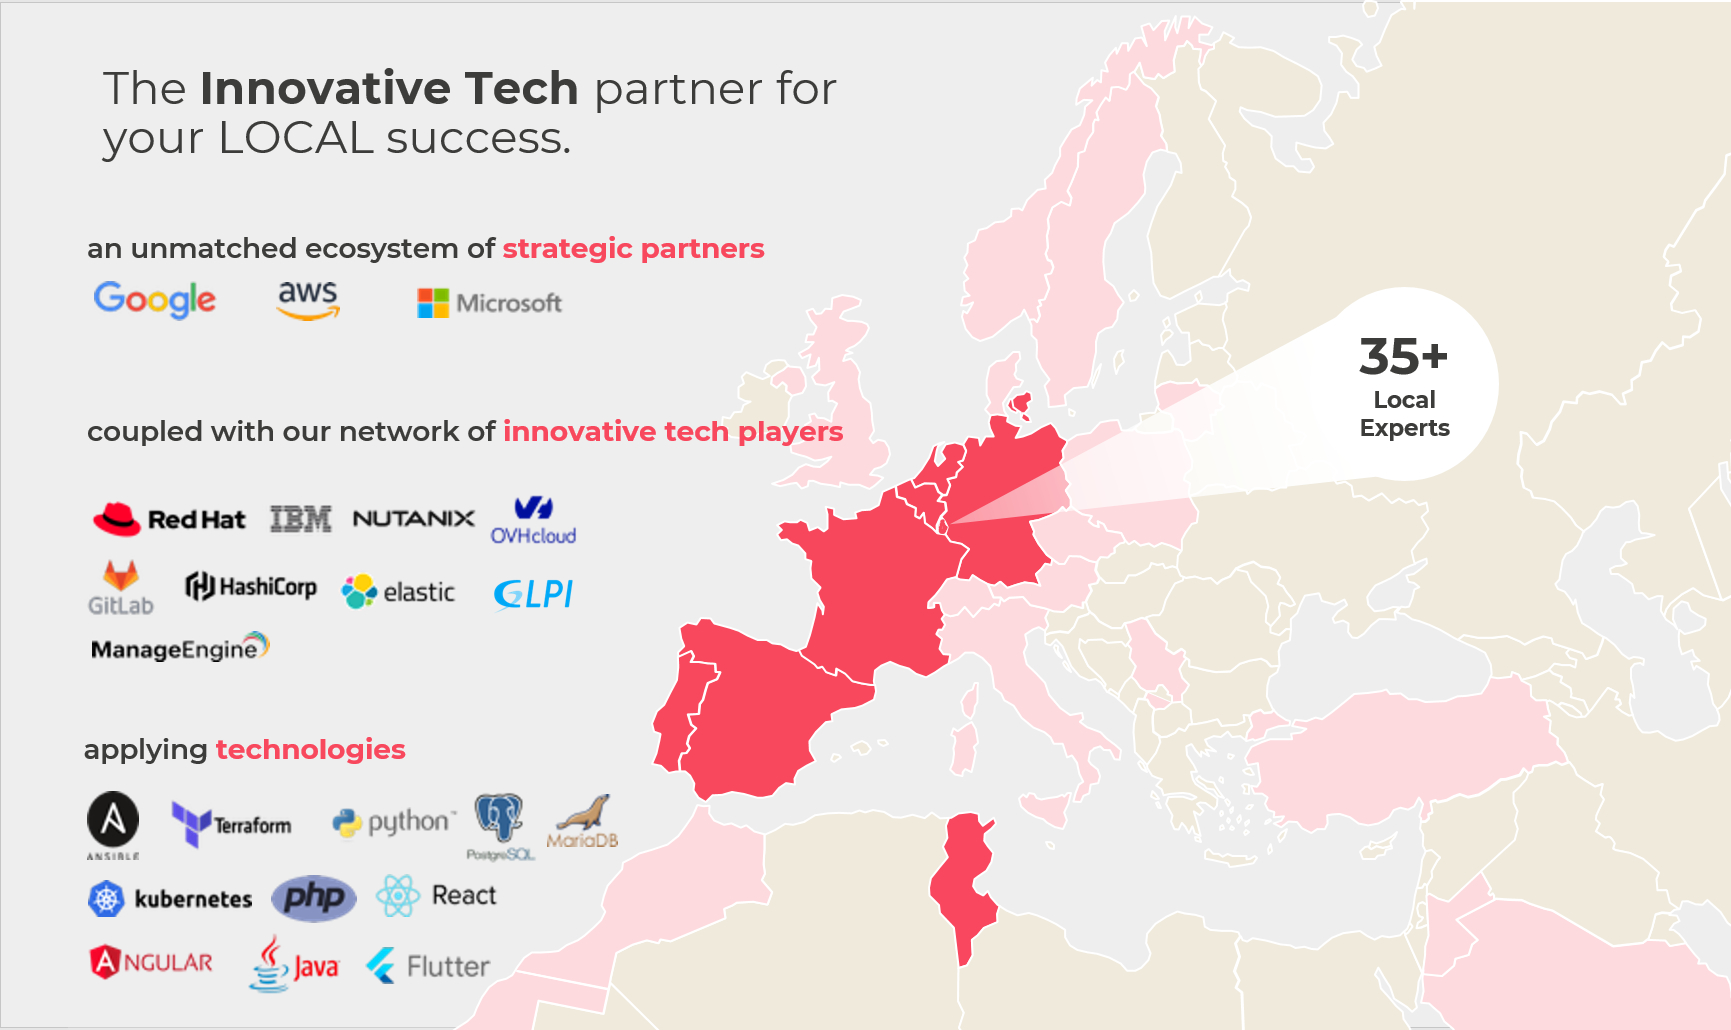 The Innovative Tech partner for
your LOCAL success.
an unmatched ecosystem of strategic partners
Google aws Microsoft
coupled with our network of innovative tech players
Red Hat IBM NUTANIX OVHcloud
GitLab HashiCorp elastic GLPI
ManageEngine
applying technologies
ANSIBLE Terraform python™ PostgreSQL MariaDB
kubernetes php React
ANGULAR Java Flutter
35+
Local
Experts